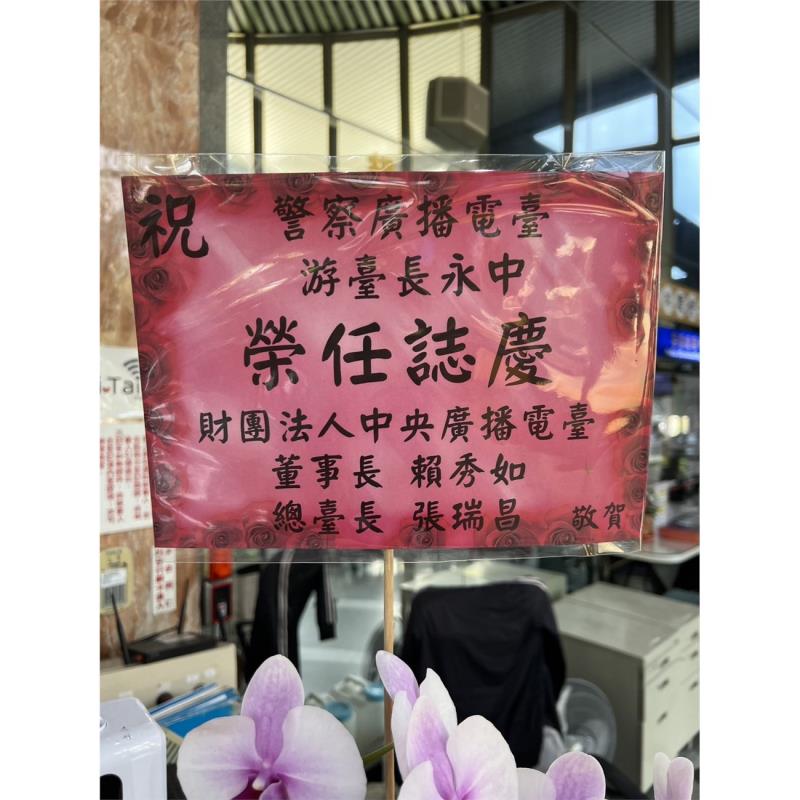 祝 警察廣播電臺
游臺長永中
榮任誌慶
財團法人中央廣播電臺
董事長 賴秀如
總臺長 張瑞昌 敬賀